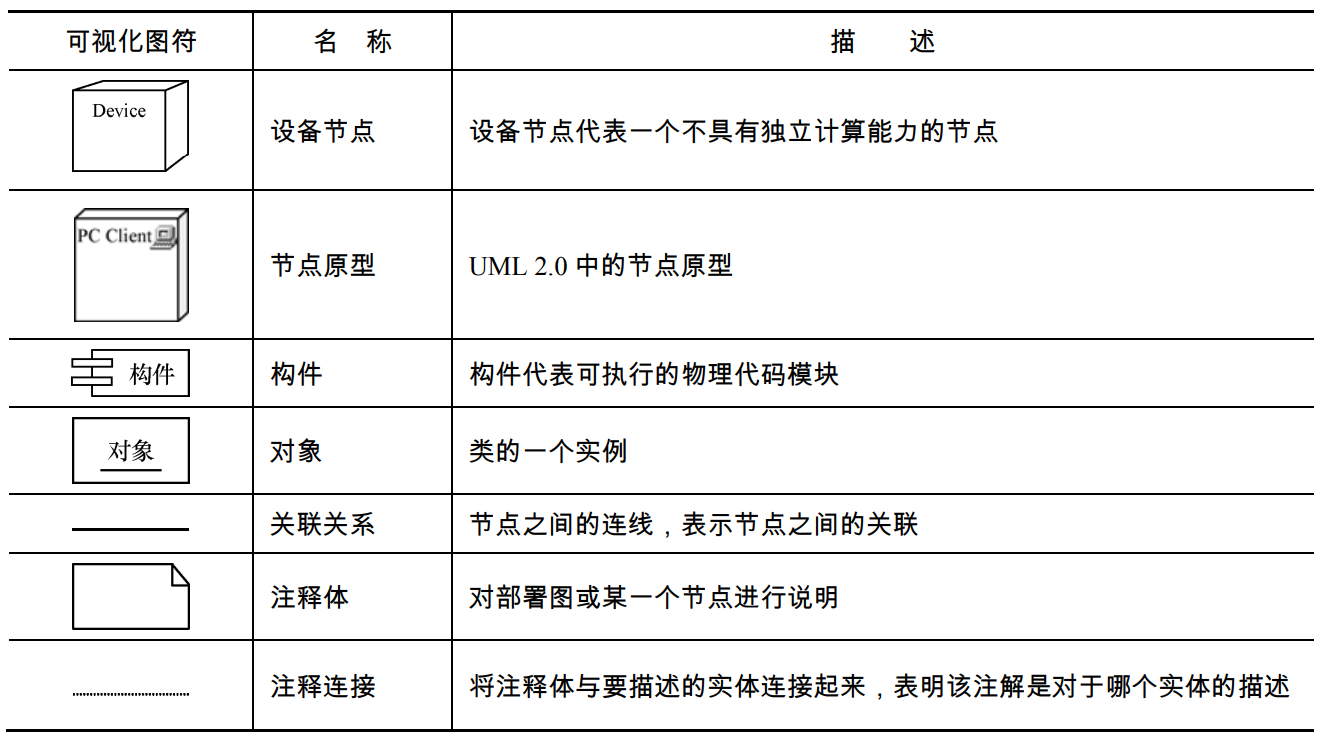 可视化图符 名 称 描 述
Device 设备节点 设备节点代表一个不具有独立计算能力的节点
PC Client 节点原型 UML 2.0 中的节点原型
构件 构件 构件代表可执行的物理代码模块
对象 对象 类的一个实例
关联关系 节点之间的连线，表示节点之间的关联
注释体 对部署图或某一个节点进行说明
注释连接 将注释体与要描述的实体连接起来，表明该注解是对于哪个实体的描述